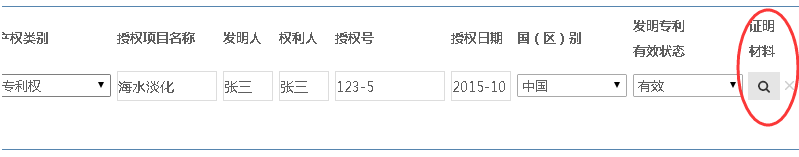 产权类别 授权项目名称 发明人 权利人 授权号 授权日期 国（区）别 发明专利 证明
有效状态 材料
专利权 海水淡化 张三 张三 123-5 2015-10 中国 有效